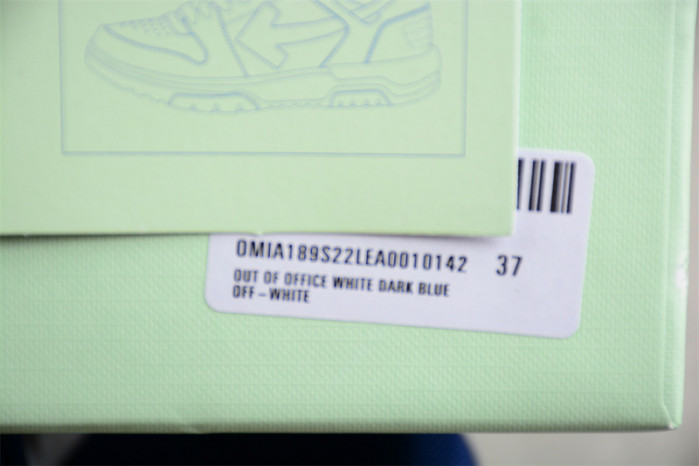 OMIA189S22LEA0010142 37
OUT OF OFFICE WHITE DARK BLUE
OFF-WHITE